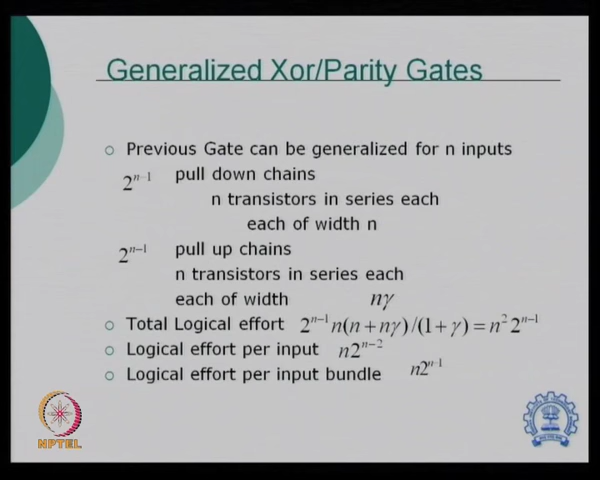 Generalized Xor/Parity Gates
Previous Gate can be generalized for n inputs
2^{n-1} pull down chains
n transistors in series each
each of width n
2^{n-1} pull up chains
n transistors in series each
each of width nγ
Total Logical effort 2^{n-1}n(n + nγ)/(1 + γ) = n^2 2^{n-1}
Logical effort per input n2^{n-2}
Logical effort per input bundle n2^{n-1}
NPTEL